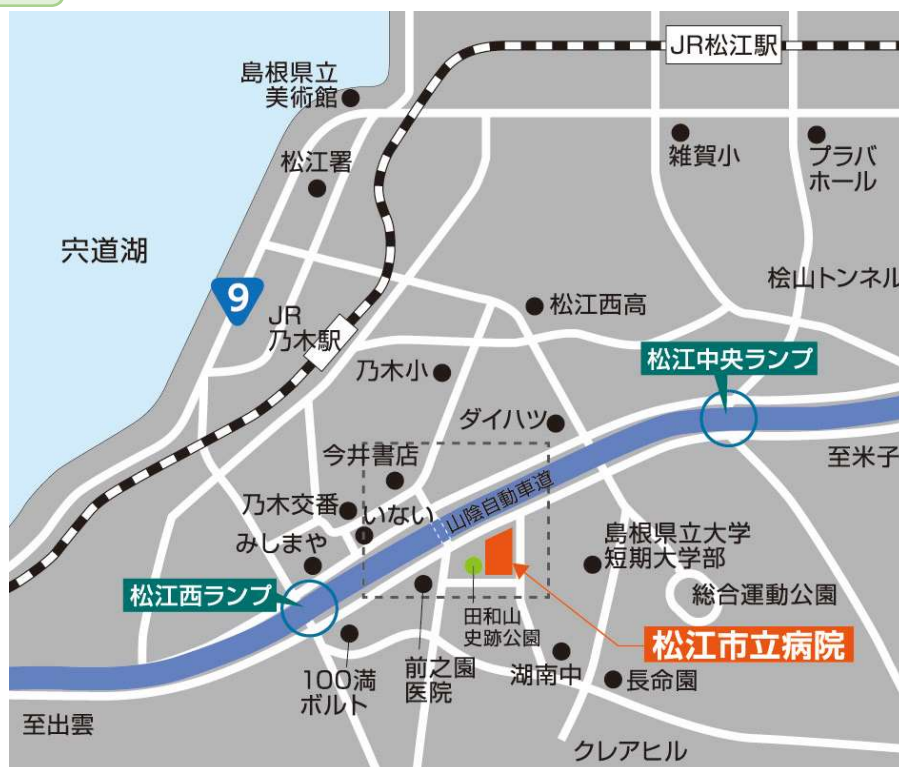 JR松江駅
島根県立
美術館
松江署
雑賀小
プラバ
ホール
宍道湖
9
JR
乃木駅
松江西高
桧山トンネル
松江中央ランプ
乃木小
ダイハツ
至米子
今井書店
山陰自動車道
乃木交番
いない
みしまや
島根県立大学
短期大学部
松江西ランプ
総合運動公園
田和山
史跡公園
松江市立病院
100満
ボルト
前之園
医院
湖南中
長命園
至出雲
クレアヒル